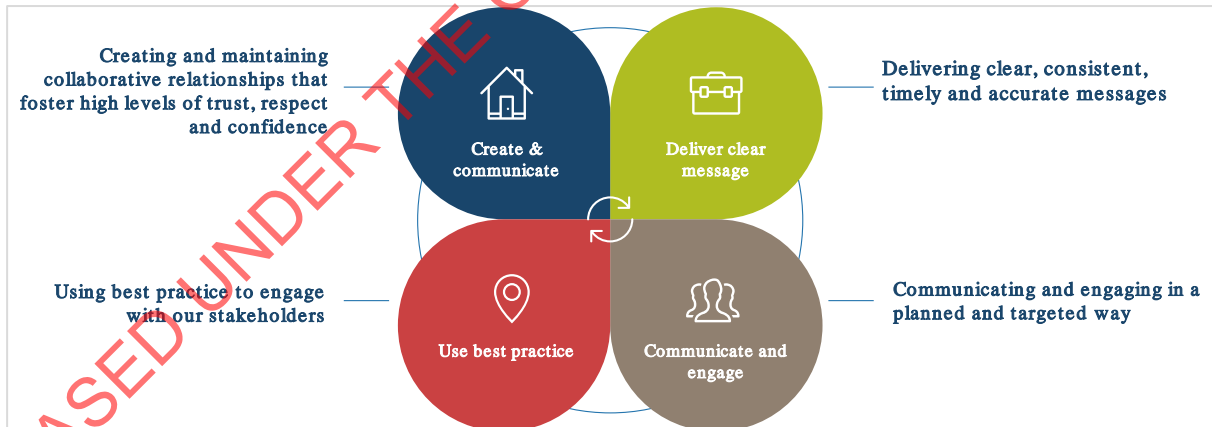 Creating and maintaining
collaborative relationships that
foster high levels of trust, respect
and confidence
Create &
communicate
Deliver clear
message
Delivering clear, consistent,
timely and accurate messages
Using best practice to engage
with our stakeholders
Use best practice
Communicate and
engage
Communicating and engaging in a
planned and targeted way
ASED UNDER THE